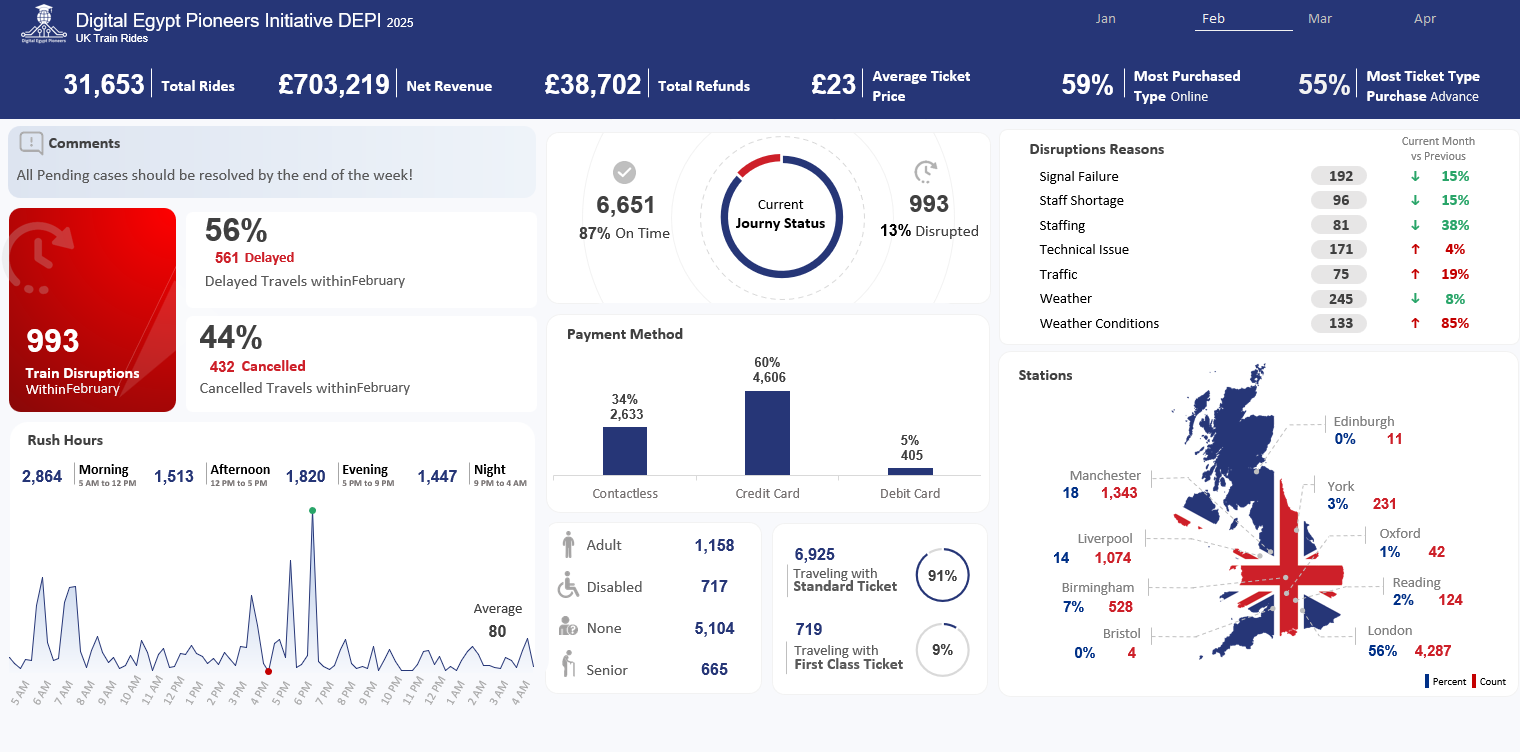 Digital Egypt Pioneers Initiative DEPI 2025
UK Train Rides
Digital Egypt Pioneers
Jan Feb Mar Apr
31,653 Total Rides
£703,219 Net Revenue
£38,702 Total Refunds
£23 Average Ticket
Price
59% Most Purchased
Type Online
55% Most Ticket Type
Purchase Advance
Comments
All Pending cases should be resolved by the end of the week!
993
Train Disruptions
Within February
56%
561 Delayed
Delayed Travels within February
44%
432 Cancelled
Cancelled Travels within February
6,651
87% On Time
Current
Journy Status
993
13% Disrupted
Disruptions Reasons
Current Month
vs Previous
Signal Failure 192 ↓ 15%
Staff Shortage 96 ↓ 15%
Staffing 81 ↓ 38%
Technical Issue 171 ↑ 4%
Traffic 75 ↑ 19%
Weather 245 ↓ 8%
Weather Conditions 133 ↑ 85%
Rush Hours
2,864 Morning
5 AM to 12 PM
1,513 Afternoon
12 PM to 5 PM
1,820 Evening
5 PM to 9 PM
1,447 Night
9 PM to 4 AM
Average
80
5 AM 6 AM 7 AM 8 AM 9 AM 10 AM 11 AM 12 PM 1 PM 2 PM 3 PM 4 PM 5 PM 6 PM 7 PM 8 PM 9 PM 10 PM 11 PM 12 PM 1 AM 2 AM 3 AM 4 AM
Payment Method
34%
2,633
60%
4,606
5%
405
Contactless Credit Card Debit Card
Adult 1,158
Disabled 717
None 5,104
Senior 665
6,925
Traveling with
Standard Ticket
91%
719
Traveling with
First Class Ticket
9%
Stations
Edinburgh
0% 11
Manchester
18 1,343
York
3% 231
Liverpool
14 1,074
Oxford
1% 42
Birmingham
7% 528
Reading
2% 124
Bristol
0% 4
London
56% 4,287
Percent Count